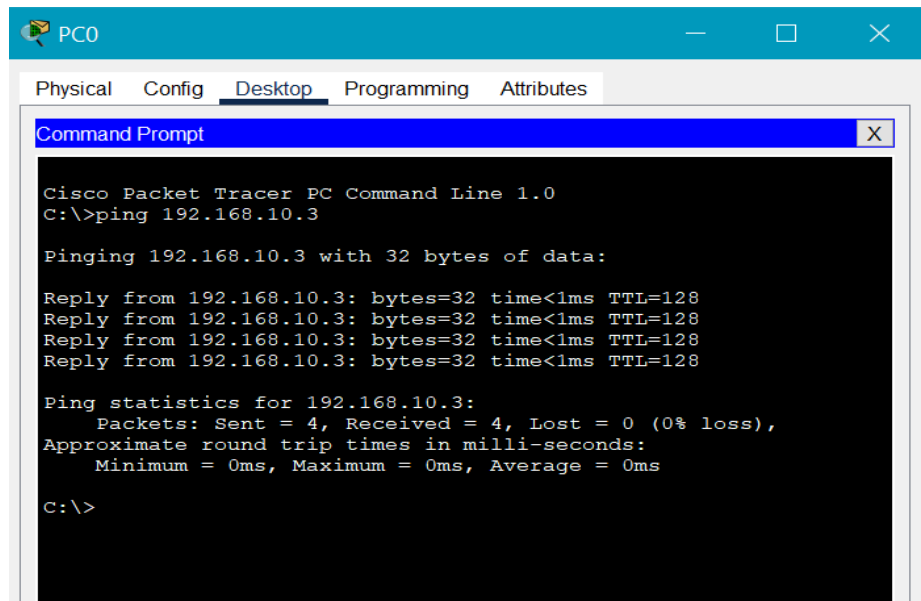 PC0
Physical Config Desktop Programming Attributes
Command Prompt
X
Cisco Packet Tracer PC Command Line 1.0
C:\>ping 192.168.10.3
Pinging 192.168.10.3 with 32 bytes of data:
Reply from 192.168.10.3: bytes=32 time<1ms TTL=128
Reply from 192.168.10.3: bytes=32 time<1ms TTL=128
Reply from 192.168.10.3: bytes=32 time<1ms TTL=128
Reply from 192.168.10.3: bytes=32 time<1ms TTL=128
Ping statistics for 192.168.10.3:
Packets: Sent = 4, Received = 4, Lost = 0 (0% loss),
Approximate round trip times in milli-seconds:
Minimum = 0ms, Maximum = 0ms, Average = 0ms
C:\>